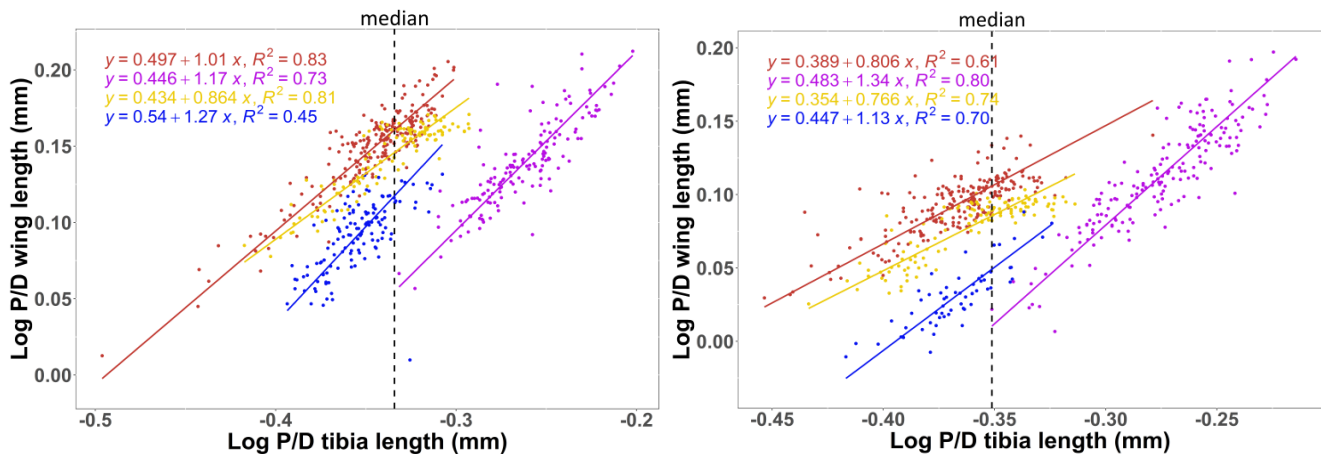 median
y = 0.497 + 1.01 x, R² = 0.83
y = 0.446 + 1.17 x, R² = 0.73
y = 0.434 + 0.864 x, R² = 0.81
y = 0.54 + 1.27 x, R² = 0.45
Log P/D wing length (mm)
0.20
0.15
0.10
0.05
0.00
-0.5 -0.4 -0.3 -0.2
Log P/D tibia length (mm)
median
y = 0.389 + 0.806 x, R² = 0.61
y = 0.483 + 1.34 x, R² = 0.80
y = 0.354 + 0.766 x, R² = 0.74
y = 0.447 + 1.13 x, R² = 0.70
Log P/D wing length (mm)
0.20
0.15
0.10
0.05
0.00
-0.45 -0.40 -0.35 -0.30 -0.25
Log P/D tibia length (mm)